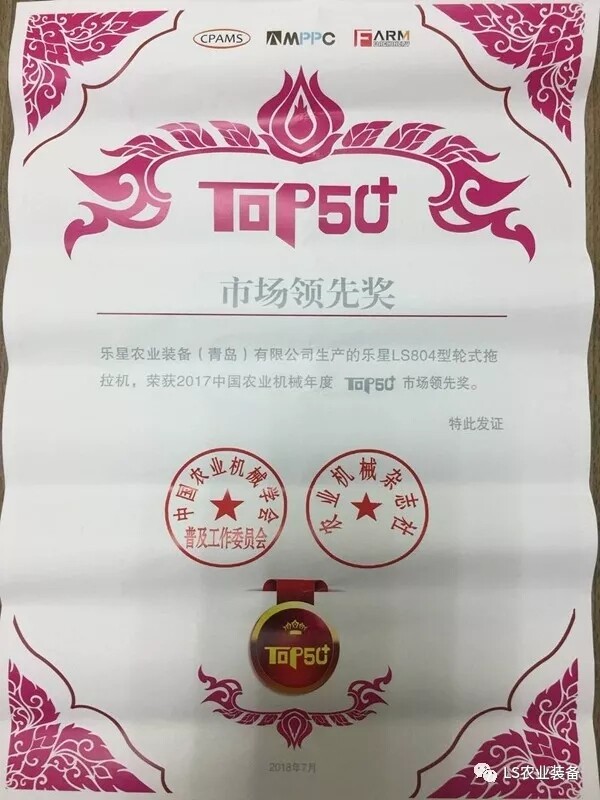 CPAMS AMPPC FARM MACHINERY
TOP50+
市场领先奖
乐星农业装备（青岛）有限公司生产的乐星LS804型轮式拖
拉机，荣获2017中国农业机械年度 TOP50+ 市场领先奖。
特此发证
中国农业机械学会
普及工作委员会
农业机械杂志社
TOP50+
2018年7月
LS农业装备